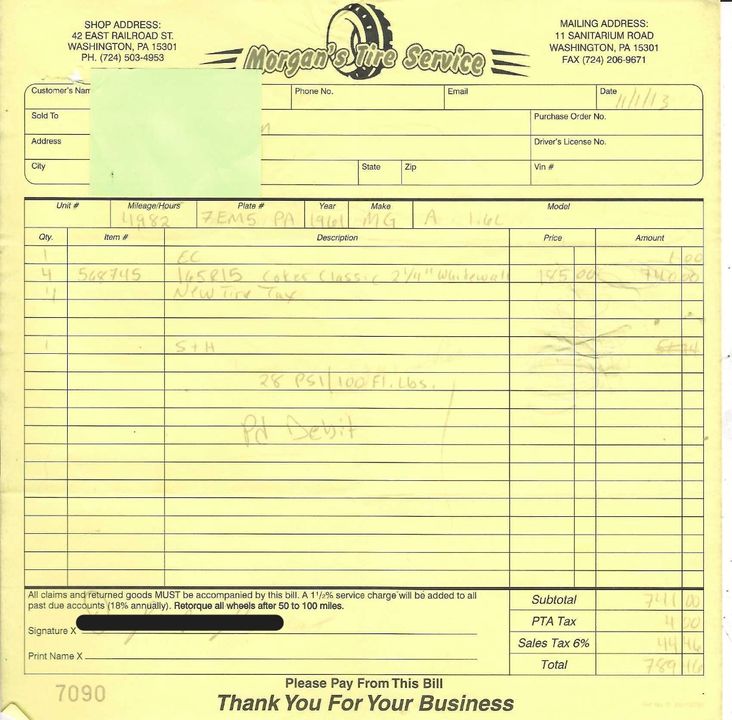 SHOP ADDRESS:
42 EAST RAILROAD ST.
WASHINGTON, PA 15301
PH. (724) 503-4953
Morgan's Tire Service
MAILING ADDRESS:
11 SANITARIUM ROAD
WASHINGTON, PA 15301
FAX (724) 206-9671
Customer's Nam Phone No. Email Date 11/1/13
Sold To Purchase Order No.
Address Driver's License No.
City State Zip Vin #
Unit # Mileage/Hours Plate # Year Make Model
4982 7EM5 PA 1961 MG A 1.6L
Qty. Item # Description Price Amount
1 EC 1 00
4 568745 165R15 Coker Classic 2 1/4" Whitewall 185 00 740 00
4 New Tire Tax
1 S+H
28 PSI/100 Ft. Lbs.
Pd Debit
All claims and returned goods MUST be accompanied by this bill. A 1 1/2% service charge will be added to all
past due accounts (18% annually). Retorque all wheels after 50 to 100 miles.
Signature X
Print Name X
Subtotal 741 00
PTA Tax 4 00
Sales Tax 6% 44 46
Total 789 46
7090
Please Pay From This Bill
Thank You For Your Business